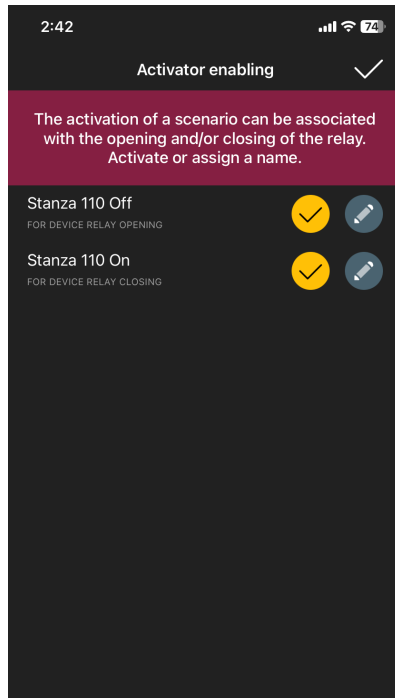 2:42
74
Activator enabling
The activation of a scenario can be associated
with the opening and/or closing of the relay.
Activate or assign a name.
Stanza 110 Off
FOR DEVICE RELAY OPENING
Stanza 110 On
FOR DEVICE RELAY CLOSING